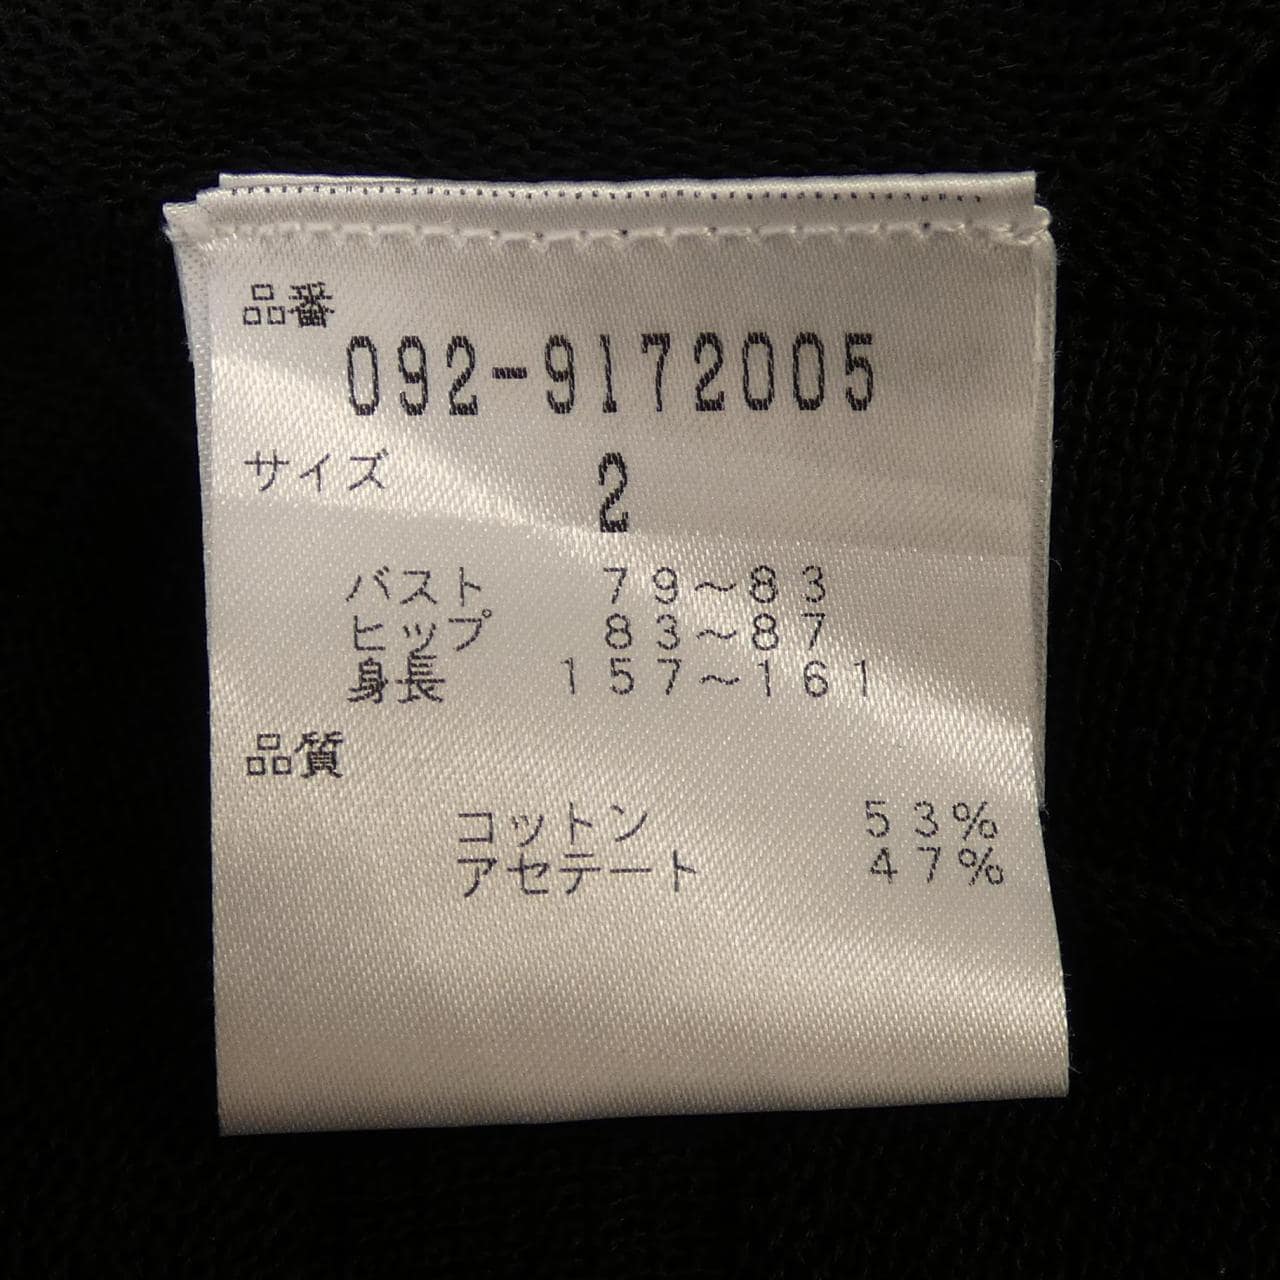 品番
092-9172005
サイズ 2
バスト 79～83
ヒップ 83～87
身長 157～161
品質
コットン 53%
アセテート 47%